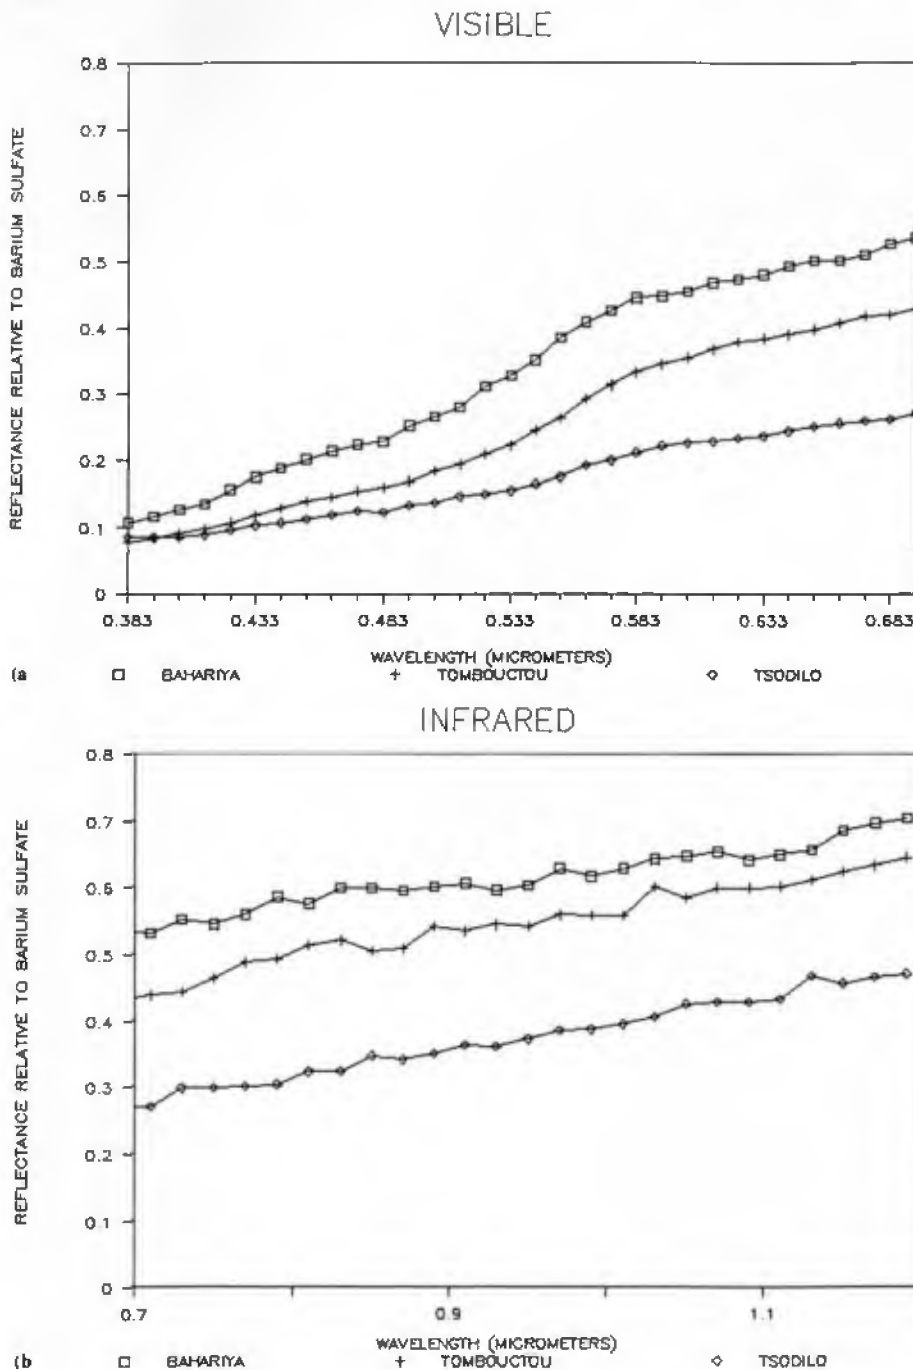 VISIBLE
REFLECTANCE RELATIVE TO BARIUM SULFATE
0.8
0.7
0.6
0.5
0.4
0.3
0.2
0.1
0
0.383 0.433 0.483 0.533 0.583 0.633 0.683
WAVELENGTH (MICROMETERS)
(a □ BAHARIYA + TOMBOUCTOU ◇ TSODILO
INFRARED
REFLECTANCE RELATIVE TO BARIUM SULFATE
0.8
0.7
0.6
0.5
0.4
0.3
0.2
0.1
0
0.7 0.9 1.1
WAVELENGTH (MICROMETERS)
(b □ BAHARIYA + TOMBOUCTOU ◇ TSODILO